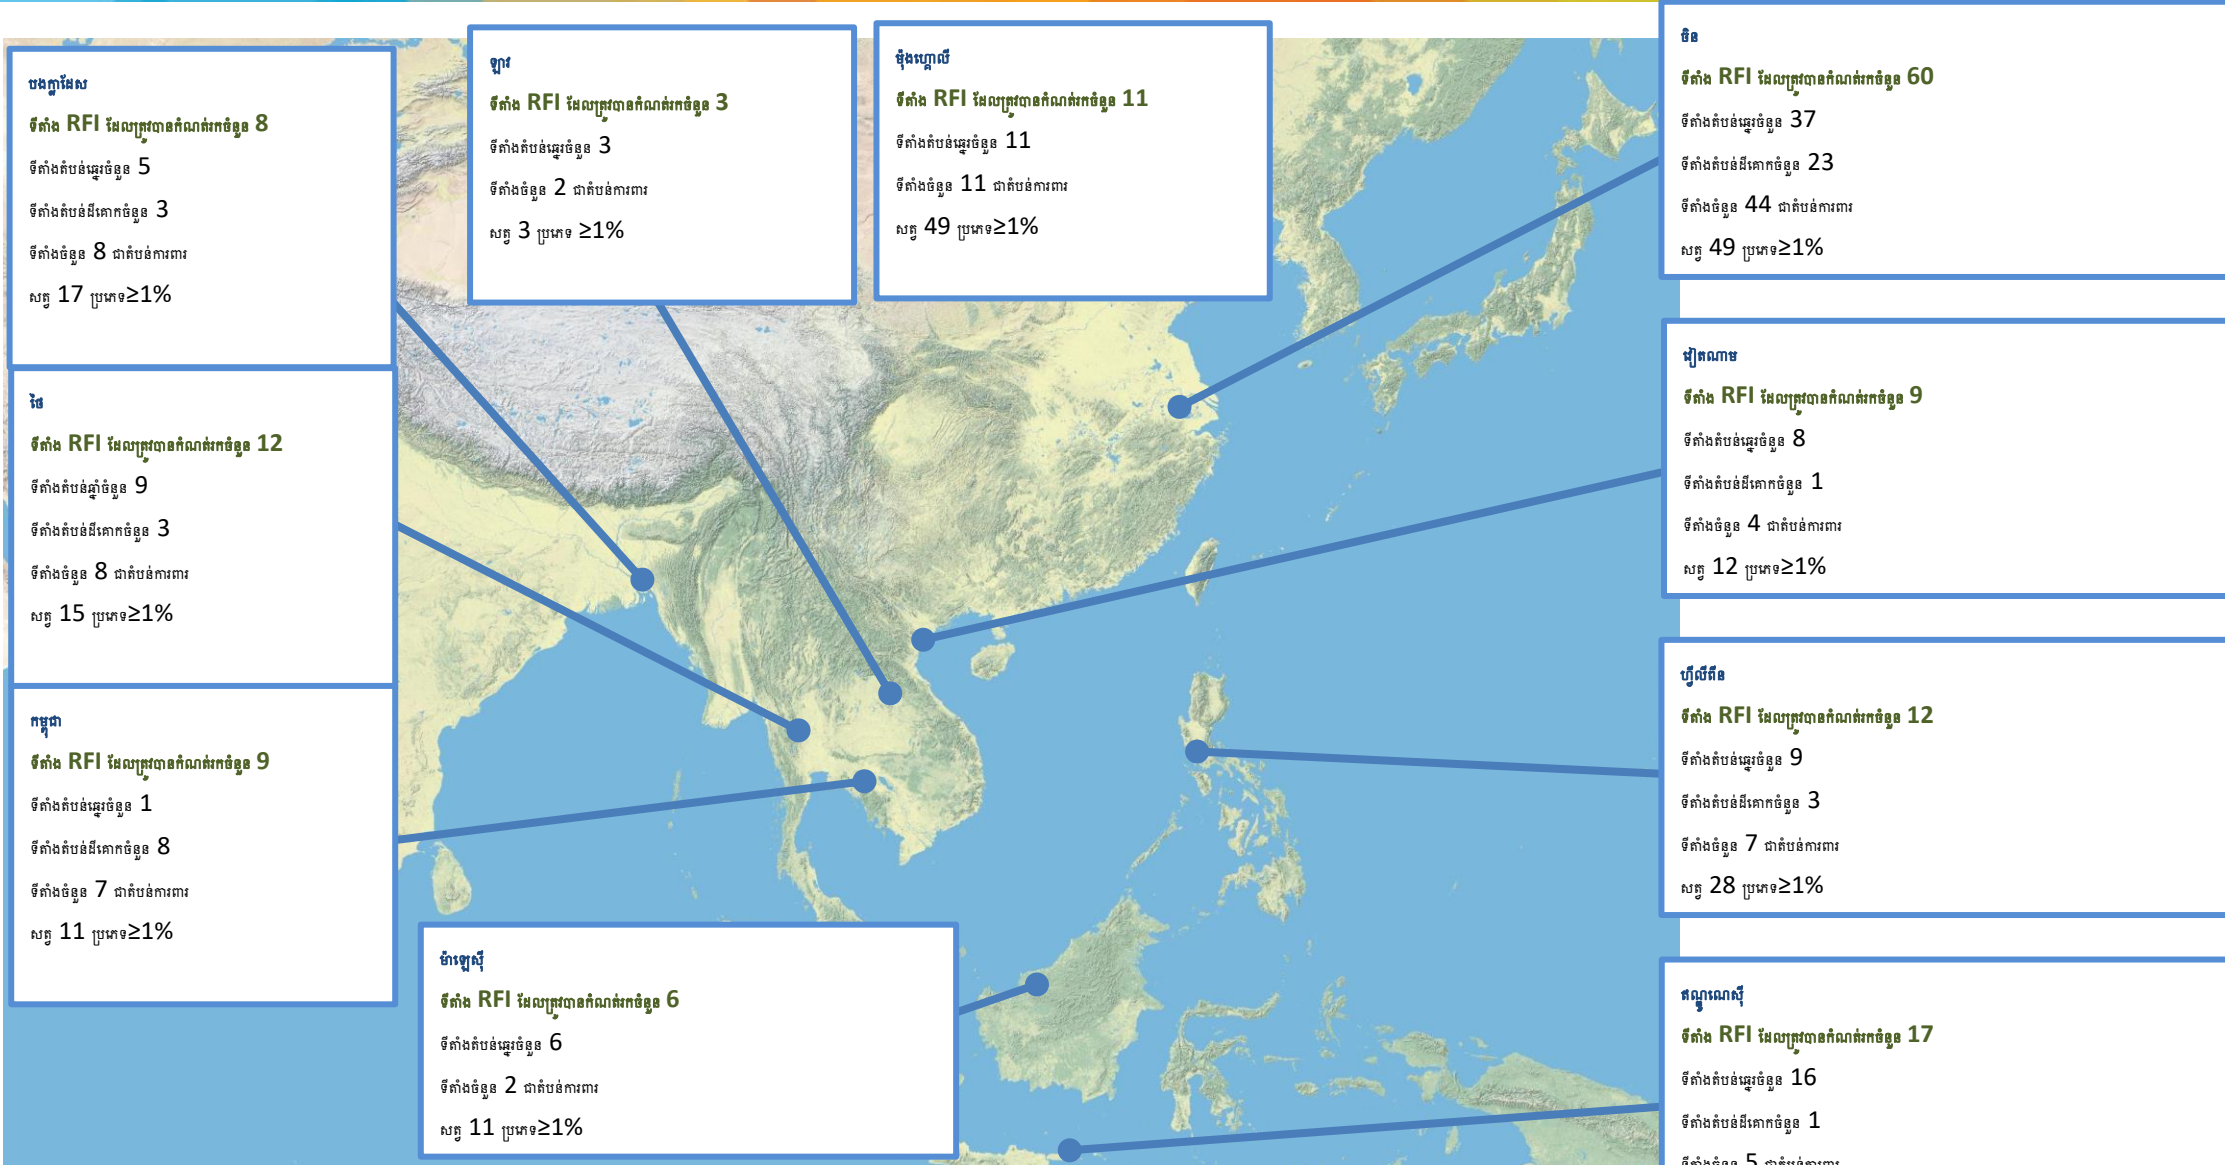 បងក្លាដែស
ទីតាំង RFI ដែលត្រូវបានកំណត់រកចំនួន 8
ទីតាំងតំបន់ឆ្នេរចំនួន 5
ទីតាំងតំបន់ដីគោកចំនួន 3
ទីតាំងចំនួន 8 ជាតំបន់ការពារ
សត្វ 17 ប្រភេទ≥1%
ឡាវ
ទីតាំង RFI ដែលត្រូវបានកំណត់រកចំនួន 3
ទីតាំងតំបន់ឆ្នេរចំនួន 3
ទីតាំងចំនួន 2 ជាតំបន់ការពារ
សត្វ 3 ប្រភេទ ≥1%
ម៉ុងហ្គោលី
ទីតាំង RFI ដែលត្រូវបានកំណត់រកចំនួន 11
ទីតាំងតំបន់ឆ្នេរចំនួន 11
ទីតាំងចំនួន 11 ជាតំបន់ការពារ
សត្វ 49 ប្រភេទ≥1%
ចិន
ទីតាំង RFI ដែលត្រូវបានកំណត់រកចំនួន 60
ទីតាំងតំបន់ឆ្នេរចំនួន 37
ទីតាំងតំបន់ដីគោកចំនួន 23
ទីតាំងចំនួន 44 ជាតំបន់ការពារ
សត្វ 49 ប្រភេទ≥1%
ថៃ
ទីតាំង RFI ដែលត្រូវបានកំណត់រកចំនួន 12
ទីតាំងតំបន់ឆ្នាំចំនួន 9
ទីតាំងតំបន់ដីគោកចំនួន 3
ទីតាំងចំនួន 8 ជាតំបន់ការពារ
សត្វ 15 ប្រភេទ≥1%
វៀតណាម
ទីតាំង RFI ដែលត្រូវបានកំណត់រកចំនួន 9
ទីតាំងតំបន់ឆ្នេរចំនួន 8
ទីតាំងតំបន់ដីគោកចំនួន 1
ទីតាំងចំនួន 4 ជាតំបន់ការពារ
សត្វ 12 ប្រភេទ≥1%
កម្ពុជា
ទីតាំង RFI ដែលត្រូវបានកំណត់រកចំនួន 9
ទីតាំងតំបន់ឆ្នេរចំនួន 1
ទីតាំងតំបន់ដីគោកចំនួន 8
ទីតាំងចំនួន 7 ជាតំបន់ការពារ
សត្វ 11 ប្រភេទ≥1%
ហ្វីលីពីន
ទីតាំង RFI ដែលត្រូវបានកំណត់រកចំនួន 12
ទីតាំងតំបន់ឆ្នេរចំនួន 9
ទីតាំងតំបន់ដីគោកចំនួន 3
ទីតាំងចំនួន 7 ជាតំបន់ការពារ
សត្វ 28 ប្រភេទ≥1%
ម៉ាឡេស៊ី
ទីតាំង RFI ដែលត្រូវបានកំណត់រកចំនួន 6
ទីតាំងតំបន់ឆ្នេរចំនួន 6
ទីតាំងចំនួន 2 ជាតំបន់ការពារ
សត្វ 11 ប្រភេទ≥1%
ឥណ្ឌូណេស៊ី
ទីតាំង RFI ដែលត្រូវបានកំណត់រកចំនួន 17
ទីតាំងតំបន់ឆ្នេរចំនួន 16
ទីតាំងតំបន់ដីគោកចំនួន 1
ទីតាំងចំនួន 5 ជាតំបន់ការពារ